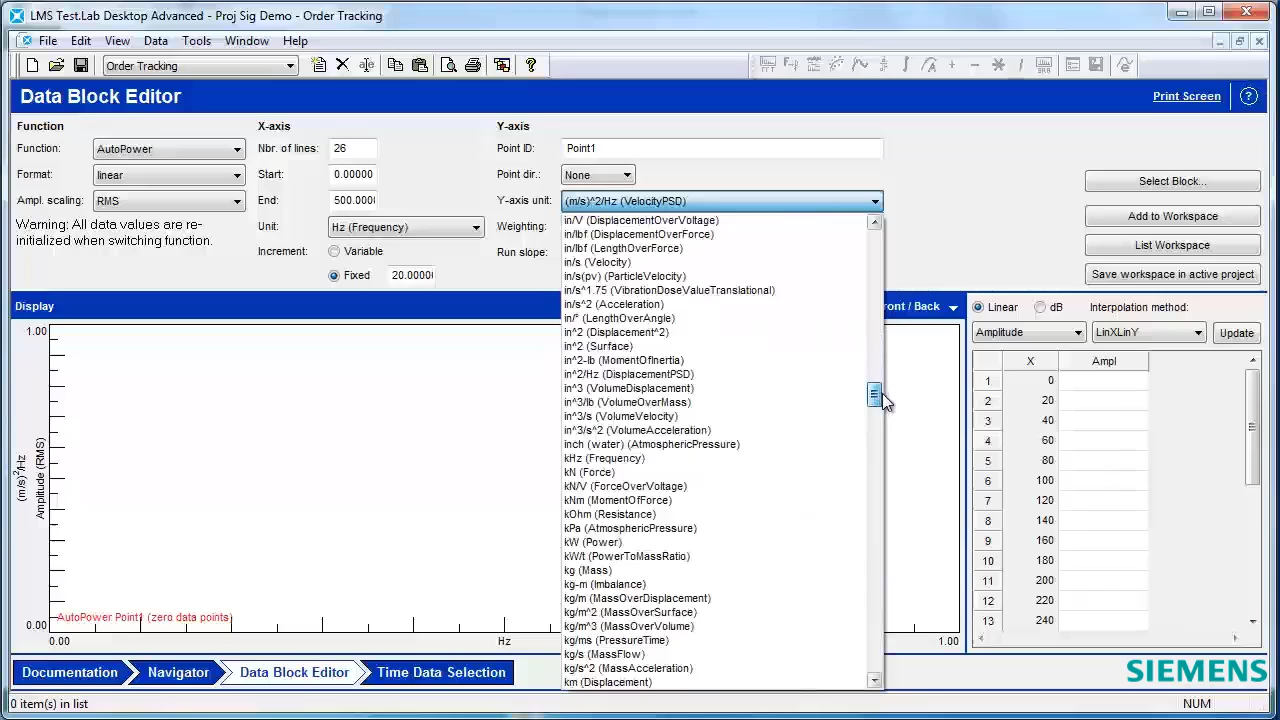 LMS Test.Lab Desktop Advanced - Proj Sig Demo - Order Tracking
File Edit View Data Tools Window Help
Order Tracking
Data Block Editor
Print Screen
Function
X-axis
Y-axis
Function: AutoPower
Nbr. of lines: 26
Point ID: Point1
Format: linear
Start: 0.00000
Point dir.: None
Select Block...
Ampl. scaling: RMS
End: 500.000
Y-axis unit: (m/s)^2/Hz (VelocityPSD)
Add to Workspace
Warning: All data values are re-
initialized when switching function.
Unit: Hz (Frequency)
Weighting:
List Workspace
Increment: Variable
Run slope:
Fixed 20.0000
Save workspace in active project
in/V (DisplacementOverVoltage)
in/lbf (DisplacementOverForce)
in/lbf (LengthOverForce)
in/s (Velocity)
in/s(pv) (ParticleVelocity)
in/s^1.75 (VibrationDoseValueTranslational)
in/s^2 (Acceleration)
in/° (LengthOverAngle)
in^2 (Displacement^2)
in^2 (Surface)
in^2-lb (MomentOfInertia)
in^2/Hz (DisplacementPSD)
in^3 (VolumeDisplacement)
in^3/lb (VolumeOverMass)
in^3/s (VolumeVelocity)
in^3/s^2 (VolumeAcceleration)
inch (water) (AtmosphericPressure)
kHz (Frequency)
kN (Force)
kN/V (ForceOverVoltage)
kNm (MomentOfForce)
kOhm (Resistance)
kPa (AtmosphericPressure)
kW (Power)
kW/t (PowerToMassRatio)
kg (Mass)
kg-m (Imbalance)
kg/m (MassOverDisplacement)
kg/m^2 (MassOverSurface)
kg/m^3 (MassOverVolume)
kg/ms (PressureTime)
kg/s (MassFlow)
kg/s^2 (MassAcceleration)
km (Displacement)
Display
ront / Back
1.00
(m/s)^2/Hz
Amplitude (RMS)
AutoPower Point1 (zero data points)
0.00
0.00
Hz
1.00
Linear dB Interpolation method:
Amplitude LinXLinY Update
X Ampl
1 0
2 20
3 40
4 60
5 80
6 100
7 120
8 140
9 160
10 180
11 200
12 220
13 240
Documentation Navigator Data Block Editor Time Data Selection
SIEMENS
0 item(s) in list
NUM